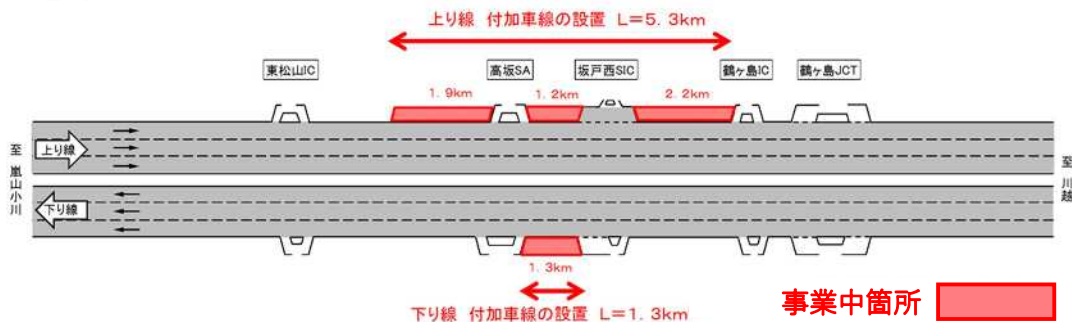 上り線 付加車線の設置 L=5.3km
東松山IC
高坂SA
坂戸西SIC
鶴ヶ島IC
鶴ヶ島JCT
1.9km
1.2km
2.2km
至 嵐山小川
上り線
至 川越
下り線
1.3km
下り線 付加車線の設置 L=1.3km
事業中箇所